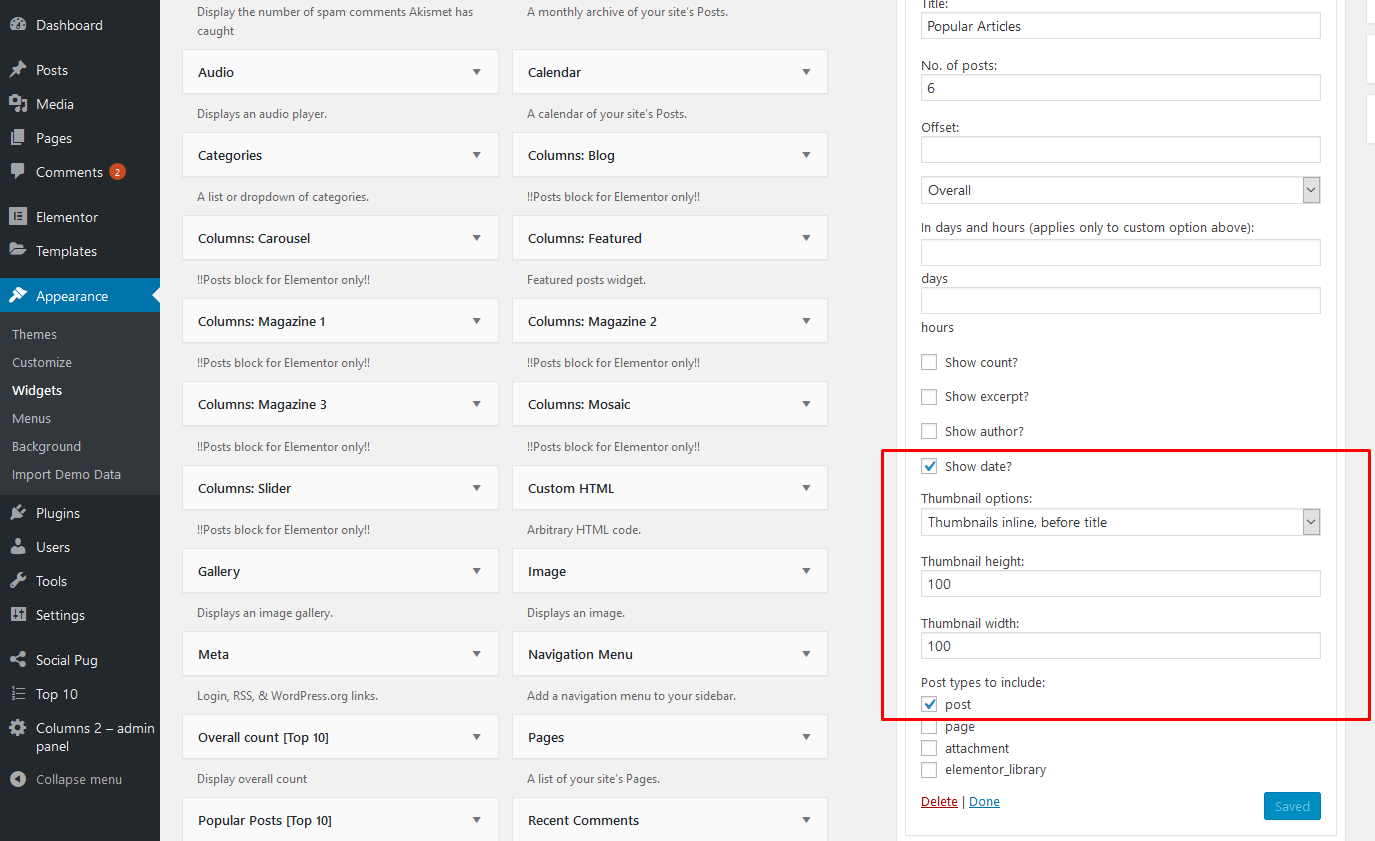 Dashboard
Posts
Media
Pages
Comments 2
Elementor
Templates
Appearance
Themes
Customize
Widgets
Menus
Background
Import Demo Data
Plugins
Users
Tools
Settings
Social Pug
Top 10
Columns 2 – admin
panel
Collapse menu
Display the number of spam comments Akismet has
caught
A monthly archive of your site's Posts.
Audio
Calendar
Displays an audio player.
A calendar of your site's Posts.
Categories
Columns: Blog
A list or dropdown of categories.
!!Posts block for Elementor only!!
Columns: Carousel
Columns: Featured
!!Posts block for Elementor only!!
Featured posts widget.
Columns: Magazine 1
Columns: Magazine 2
!!Posts block for Elementor only!!
!!Posts block for Elementor only!!
Columns: Magazine 3
Columns: Mosaic
!!Posts block for Elementor only!!
!!Posts block for Elementor only!!
Columns: Slider
Custom HTML
!!Posts block for Elementor only!!
Arbitrary HTML code.
Gallery
Image
Displays an image gallery.
Displays an image.
Meta
Navigation Menu
Login, RSS, & WordPress.org links.
Add a navigation menu to your sidebar.
Overall count [Top 10]
Pages
Display overall count
A list of your site's Pages.
Popular Posts [Top 10]
Recent Comments
Title:
Popular Articles
No. of posts:
6
Offset:
Overall
In days and hours (applies only to custom option above):
days
hours
Show count?
Show excerpt?
Show author?
Show date?
Thumbnail options:
Thumbnails inline, before title
Thumbnail height:
100
Thumbnail width:
100
Post types to include:
post
page
attachment
elementor_library
Delete | Done
Saved